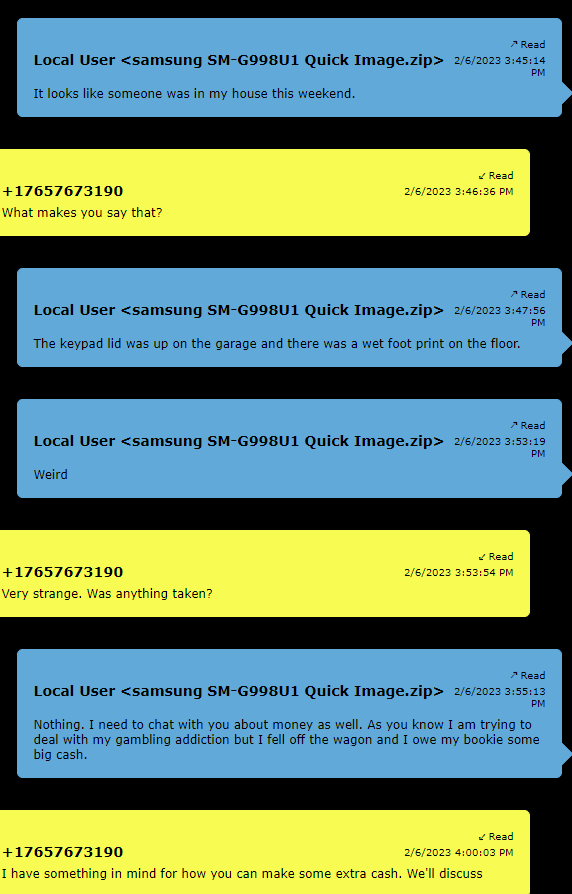 ↗ Read
Local User <samsung SM-G998U1 Quick Image.zip> 2/6/2023 3:45:14
PM
It looks like someone was in my house this weekend.
↙ Read
+17657673190 2/6/2023 3:46:36 PM
What makes you say that?
↗ Read
Local User <samsung SM-G998U1 Quick Image.zip> 2/6/2023 3:47:56
PM
The keypad lid was up on the garage and there was a wet foot print on the floor.
↗ Read
Local User <samsung SM-G998U1 Quick Image.zip> 2/6/2023 3:53:19
PM
Weird
↙ Read
+17657673190 2/6/2023 3:53:54 PM
Very strange. Was anything taken?
↗ Read
Local User <samsung SM-G998U1 Quick Image.zip> 2/6/2023 3:55:13
PM
Nothing. I need to chat with you about money as well. As you know I am trying to
deal with my gambling addiction but I fell off the wagon and I owe my bookie some
big cash.
↙ Read
+17657673190 2/6/2023 4:00:03 PM
I have something in mind for how you can make some extra cash. We'll discuss